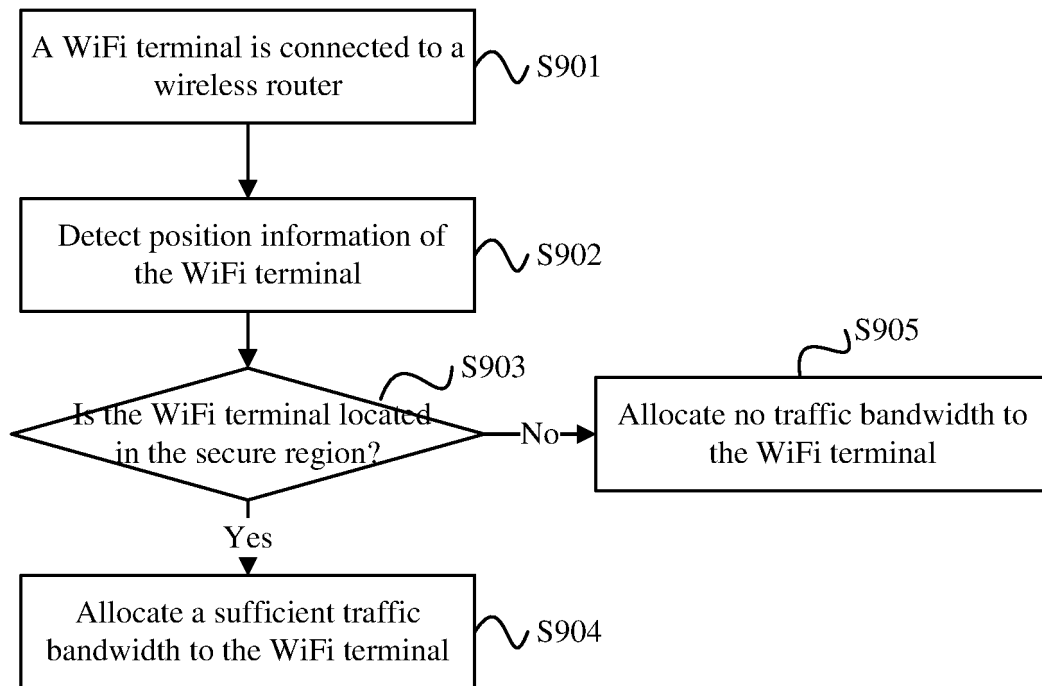 A WiFi terminal is connected to a
wireless router
S901
Detect position information of
the WiFi terminal
S902
S903
Is the WiFi terminal located
in the secure region?
No
S905
Allocate no traffic bandwidth to
the WiFi terminal
Yes
Allocate a sufficient traffic
bandwidth to the WiFi terminal
S904